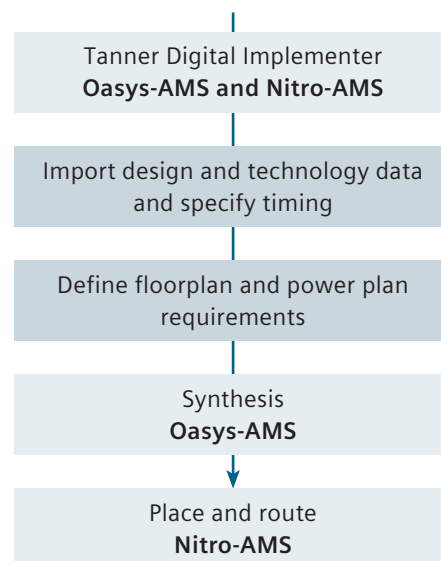 Tanner Digital Implementer
Oasys-AMS and Nitro-AMS
Import design and technology data
and specify timing
Define floorplan and power plan
requirements
Synthesis
Oasys-AMS
Place and route
Nitro-AMS